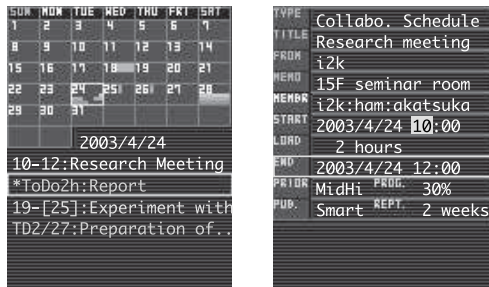 SUN MON TUE WED THU FRI SAT
1 2 3 4 5 6 7
8 9 10 11 12 13 14
15 16 17 18 19 20 21
22 23 24 25 26 27 28
29 30 31
2003/4/24
10-12:Research Meeting
*ToDo2h:Report
19-[25]:Experiment with
TD2/27:Preparation of..
TYPE Collabo. Schedule
TITLE Research meeting
FROM i2k
MEMO 15F seminar room
MEMBR i2k:ham:akatsuka
START 2003/4/24 10:00
LOAD 2 hours
END 2003/4/24 12:00
PRIOR MidHi PROG. 30%
PUB. Smart REPT. 2 weeks